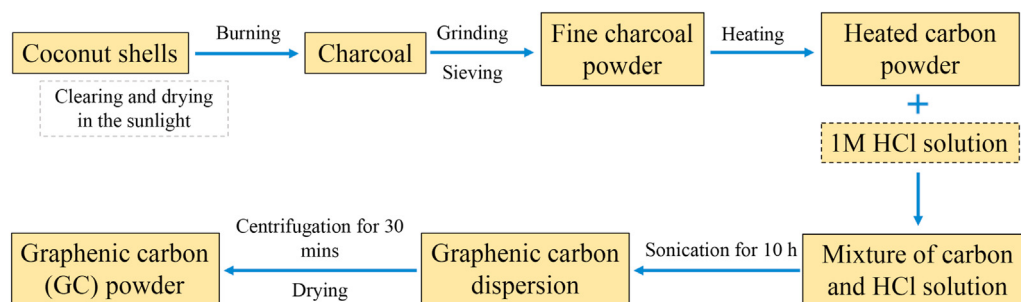 Coconut shells
Burning
Charcoal
Grinding
Sieving
Fine charcoal
powder
Heating
Heated carbon
powder
Clearing and drying
in the sunlight
+
1M HCl solution
Graphenic carbon
(GC) powder
Centrifugation for 30
mins
Drying
Graphenic carbon
dispersion
Sonication for 10 h
Mixture of carbon
and HCl solution